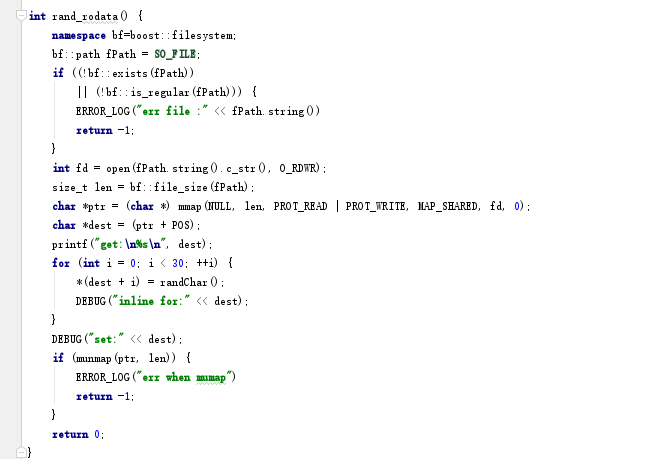 int rand_rodata() {
namespace bf=boost::filesystem;
bf::path fPath = SO_FILE;
if ((!bf::exists(fPath))
|| (!bf::is_regular(fPath))) {
ERROR_LOG("err file :" << fPath.string())
return -1;
}
int fd = open(fPath.string().c_str(), O_RDWR);
size_t len = bf::file_size(fPath);
char *ptr = (char *) mmap(NULL, len, PROT_READ | PROT_WRITE, MAP_SHARED, fd, 0);
char *dest = (ptr + POS);
printf("get:\n%s\n", dest);
for (int i = 0; i < 30; ++i) {
*(dest + i) = randChar();
DEBUG("inline for:" << dest);
}
DEBUG("set:" << dest);
if (munmap(ptr, len)) {
ERROR_LOG("err when mumap")
return -1;
}
return 0;
}